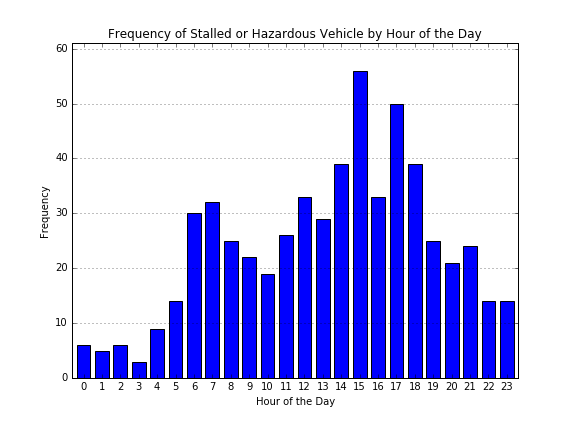 Frequency of Stalled or Hazardous Vehicle by Hour of the Day
60
50
40
30
20
10
0
Frequency
0 1 2 3 4 5 6 7 8 9 10 11 12 13 14 15 16 17 18 19 20 21 22 23
Hour of the Day